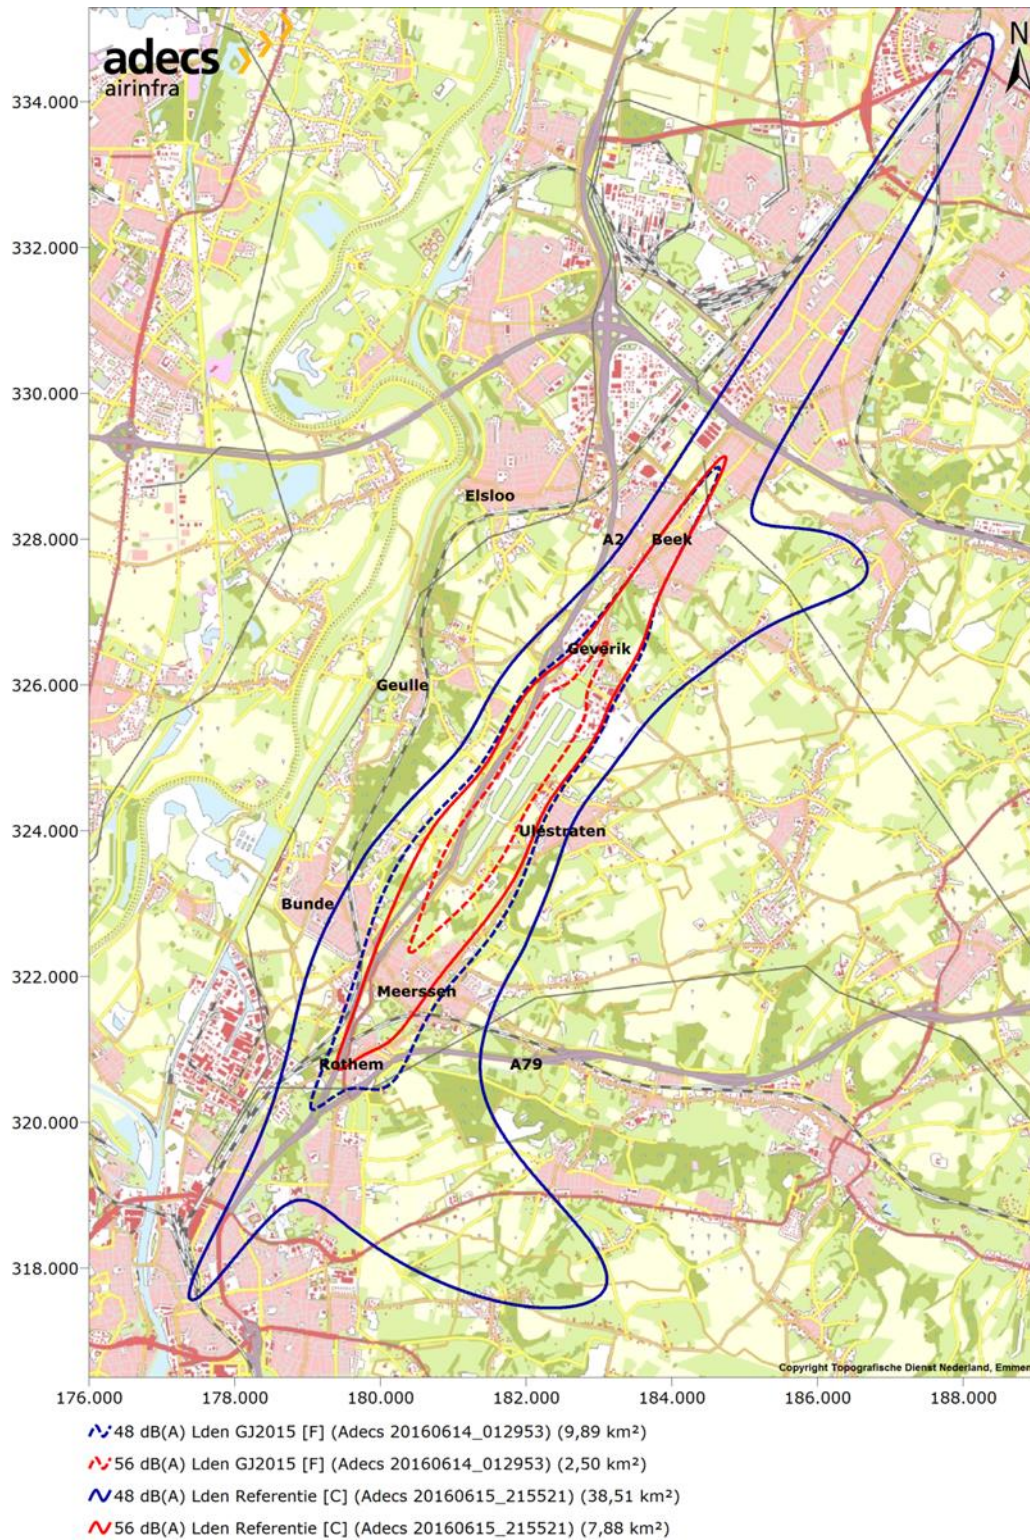 adecs
airinfra
N
334.000
332.000
330.000
328.000
326.000
324.000
322.000
320.000
318.000
Elsloo
A2 Beek
Geverik
Geulle
Ulestraten
Bunde
Meerssen
Rothem A79
Copyright Topografische Dienst Nederland, Emmen
176.000 178.000 180.000 182.000 184.000 186.000 188.000
48 dB(A) Lden GJ2015 [F] (Adecs 20160614_012953) (9,89 km²)
56 dB(A) Lden GJ2015 [F] (Adecs 20160614_012953) (2,50 km²)
48 dB(A) Lden Referentie [C] (Adecs 20160615_215521) (38,51 km²)
56 dB(A) Lden Referentie [C] (Adecs 20160615_215521) (7,88 km²)